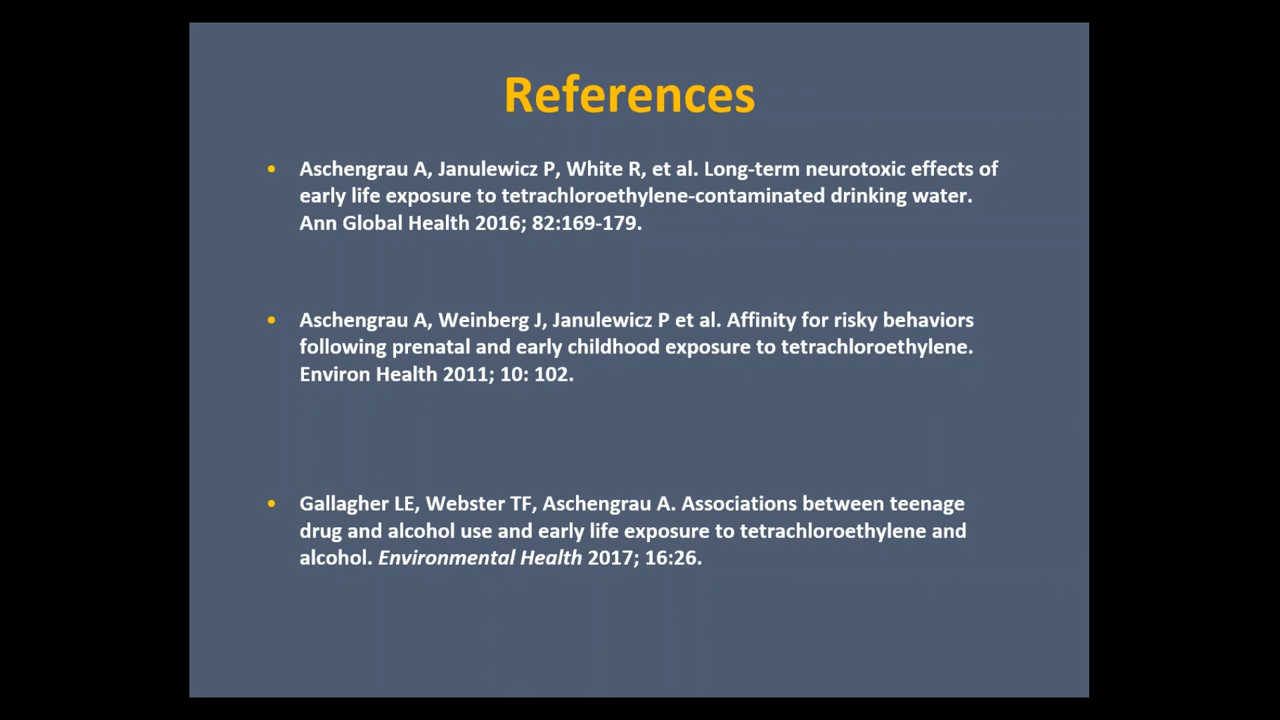 References
• Aschengrau A, Janulewicz P, White R, et al. Long-term neurotoxic effects of
early life exposure to tetrachloroethylene-contaminated drinking water.
Ann Global Health 2016; 82:169-179.
• Aschengrau A, Weinberg J, Janulewicz P et al. Affinity for risky behaviors
following prenatal and early childhood exposure to tetrachloroethylene.
Environ Health 2011; 10: 102.
• Gallagher LE, Webster TF, Aschengrau A. Associations between teenage
drug and alcohol use and early life exposure to tetrachloroethylene and
alcohol. Environmental Health 2017; 16:26.